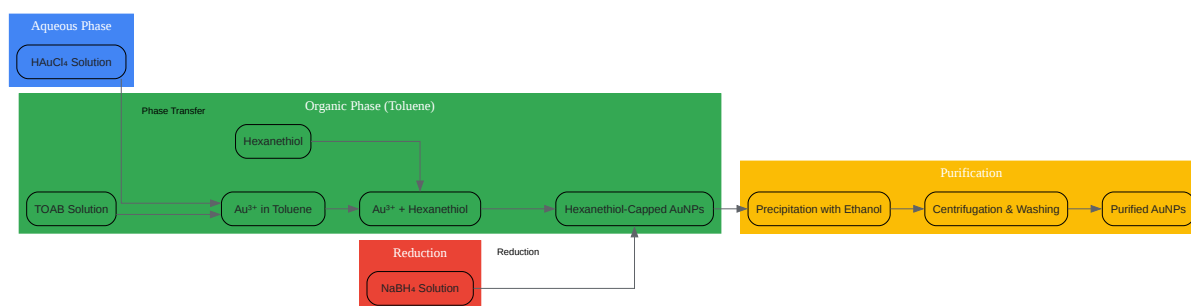 Aqueous Phase
HAuCl₄ Solution
Organic Phase (Toluene)
Phase Transfer
Hexanethiol
TOAB Solution
Au³⁺ in Toluene
Au³⁺ + Hexanethiol
Hexanethiol-Capped AuNPs
Purification
Precipitation with Ethanol
Centrifugation & Washing
Purified AuNPs
Reduction
Reduction
NaBH₄ Solution